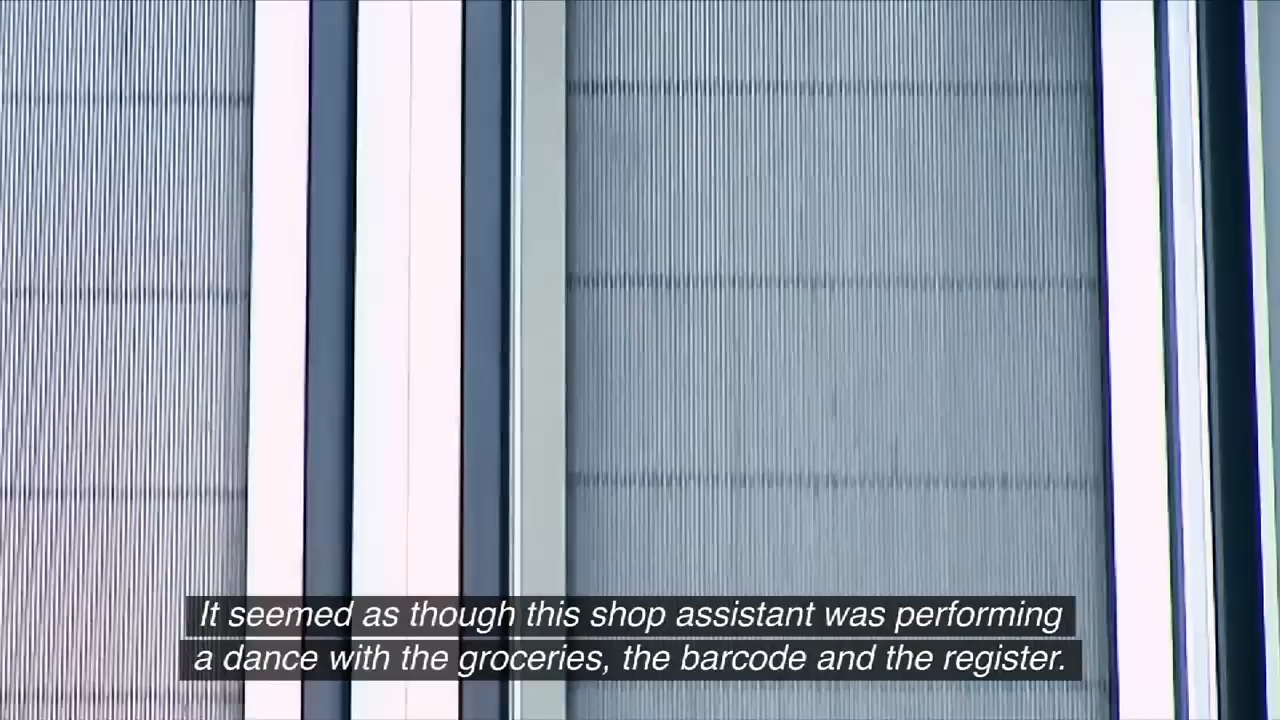 It seemed as though this shop assistant was performing
a dance with the groceries, the barcode and the register.